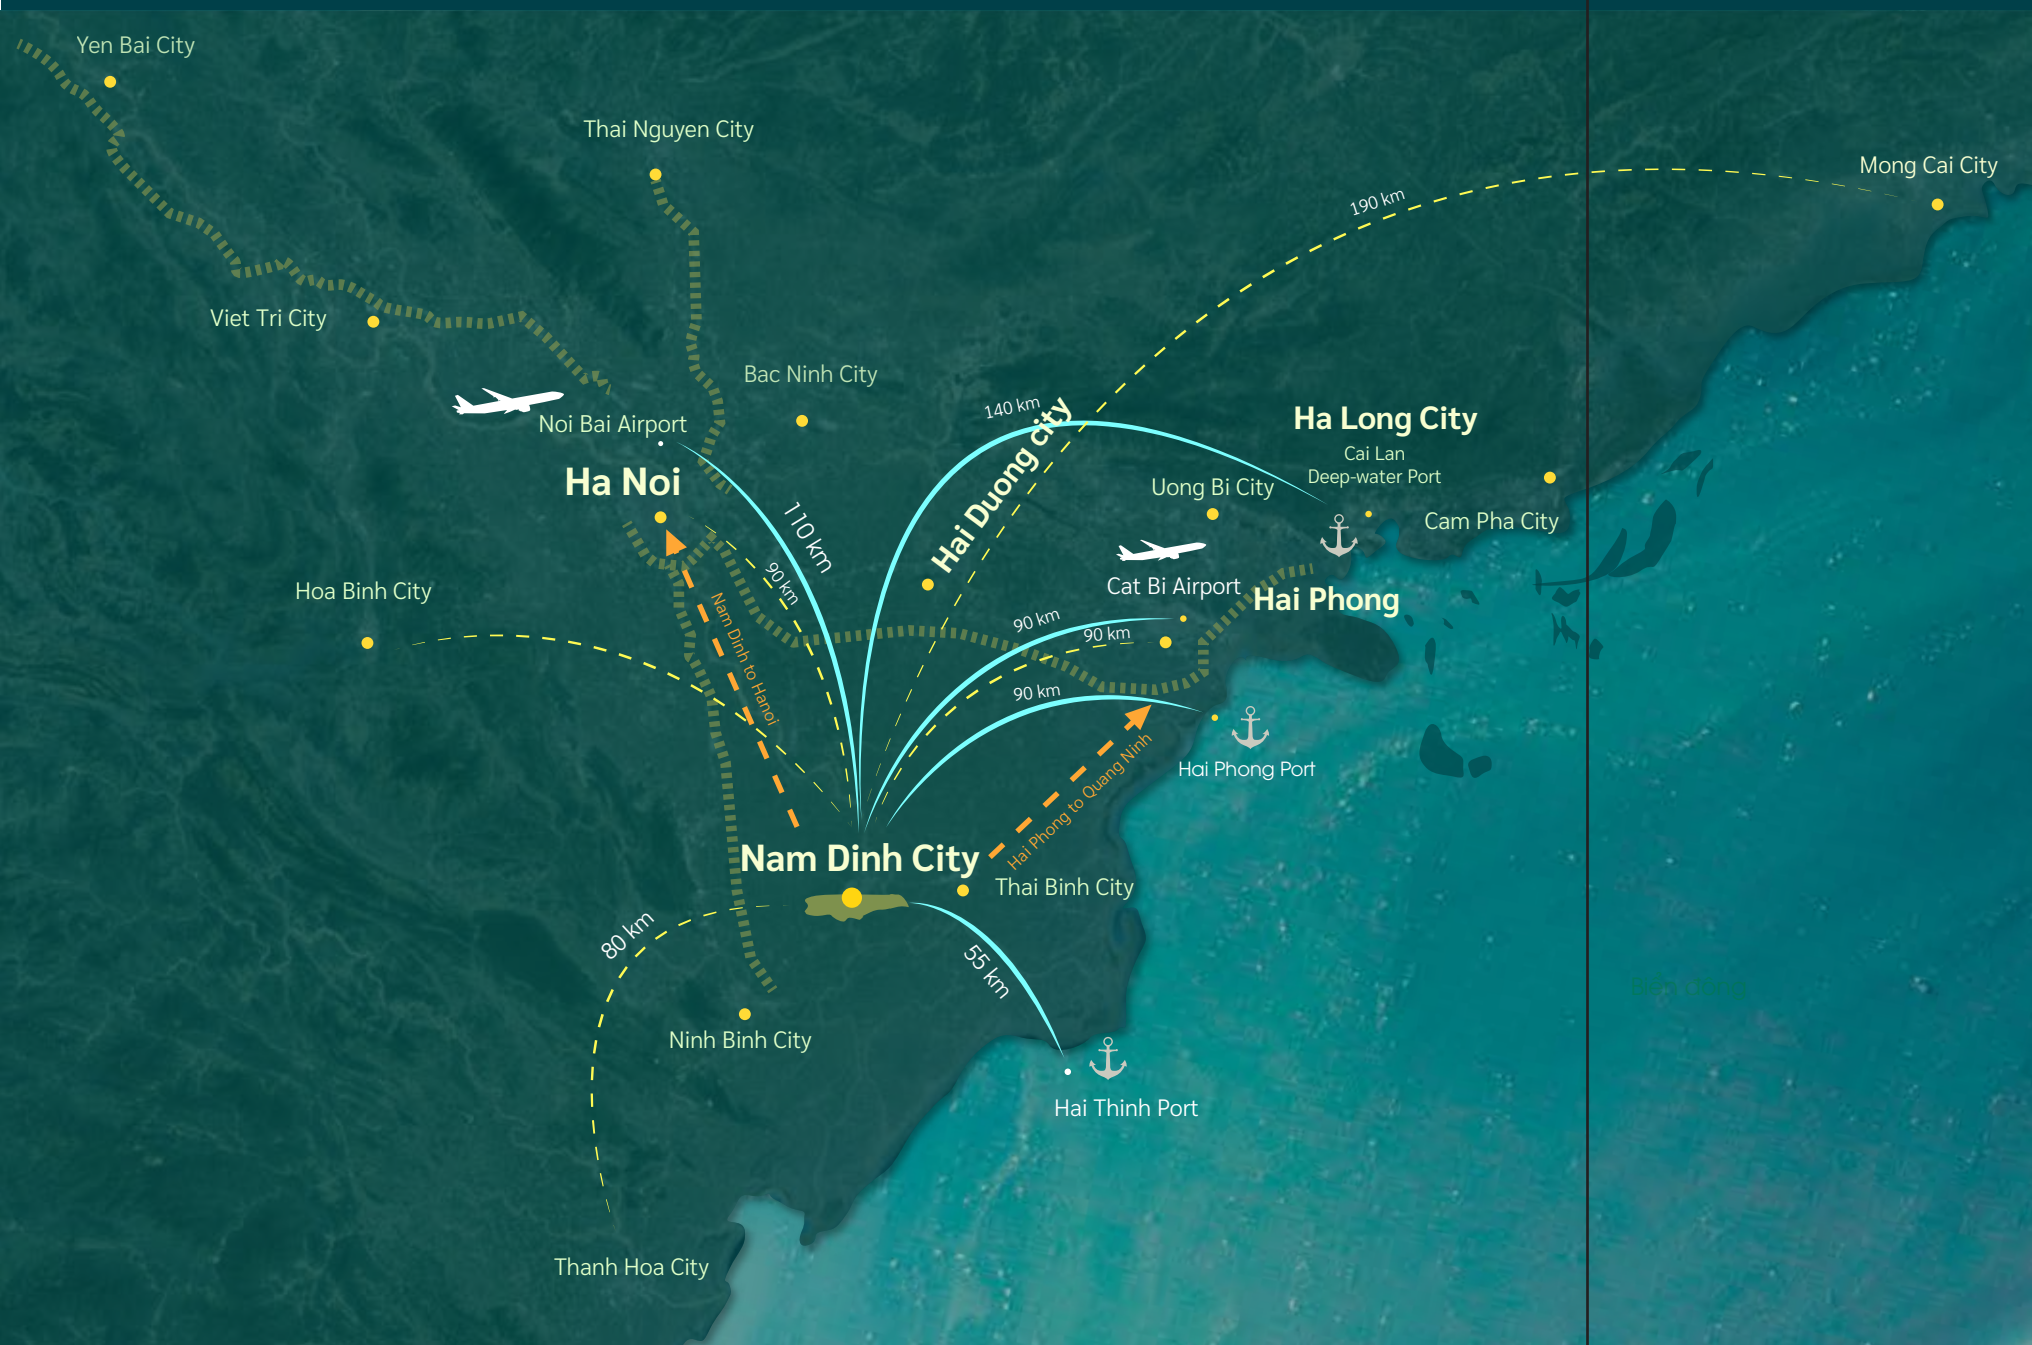 Yen Bai City
Thai Nguyen City
Mong Cai City
190 km
Viet Tri City
Bac Ninh City
140 km
Ha Long City
Noi Bai Airport
Cai Lan
Deep-water Port
Ha Noi
Hai Duong city
Uong Bi City
Cam Pha City
110 km
90 km
Hoa Binh City
Cat Bi Airport
Hai Phong
Nam Dinh to Hanoi
90 km
90 km
90 km
Hai Phong Port
Hai Phong to Quang Ninh
Nam Dinh City
Thai Binh City
80 km
55 km
Ninh Binh City
Hai Thinh Port
Thanh Hoa City